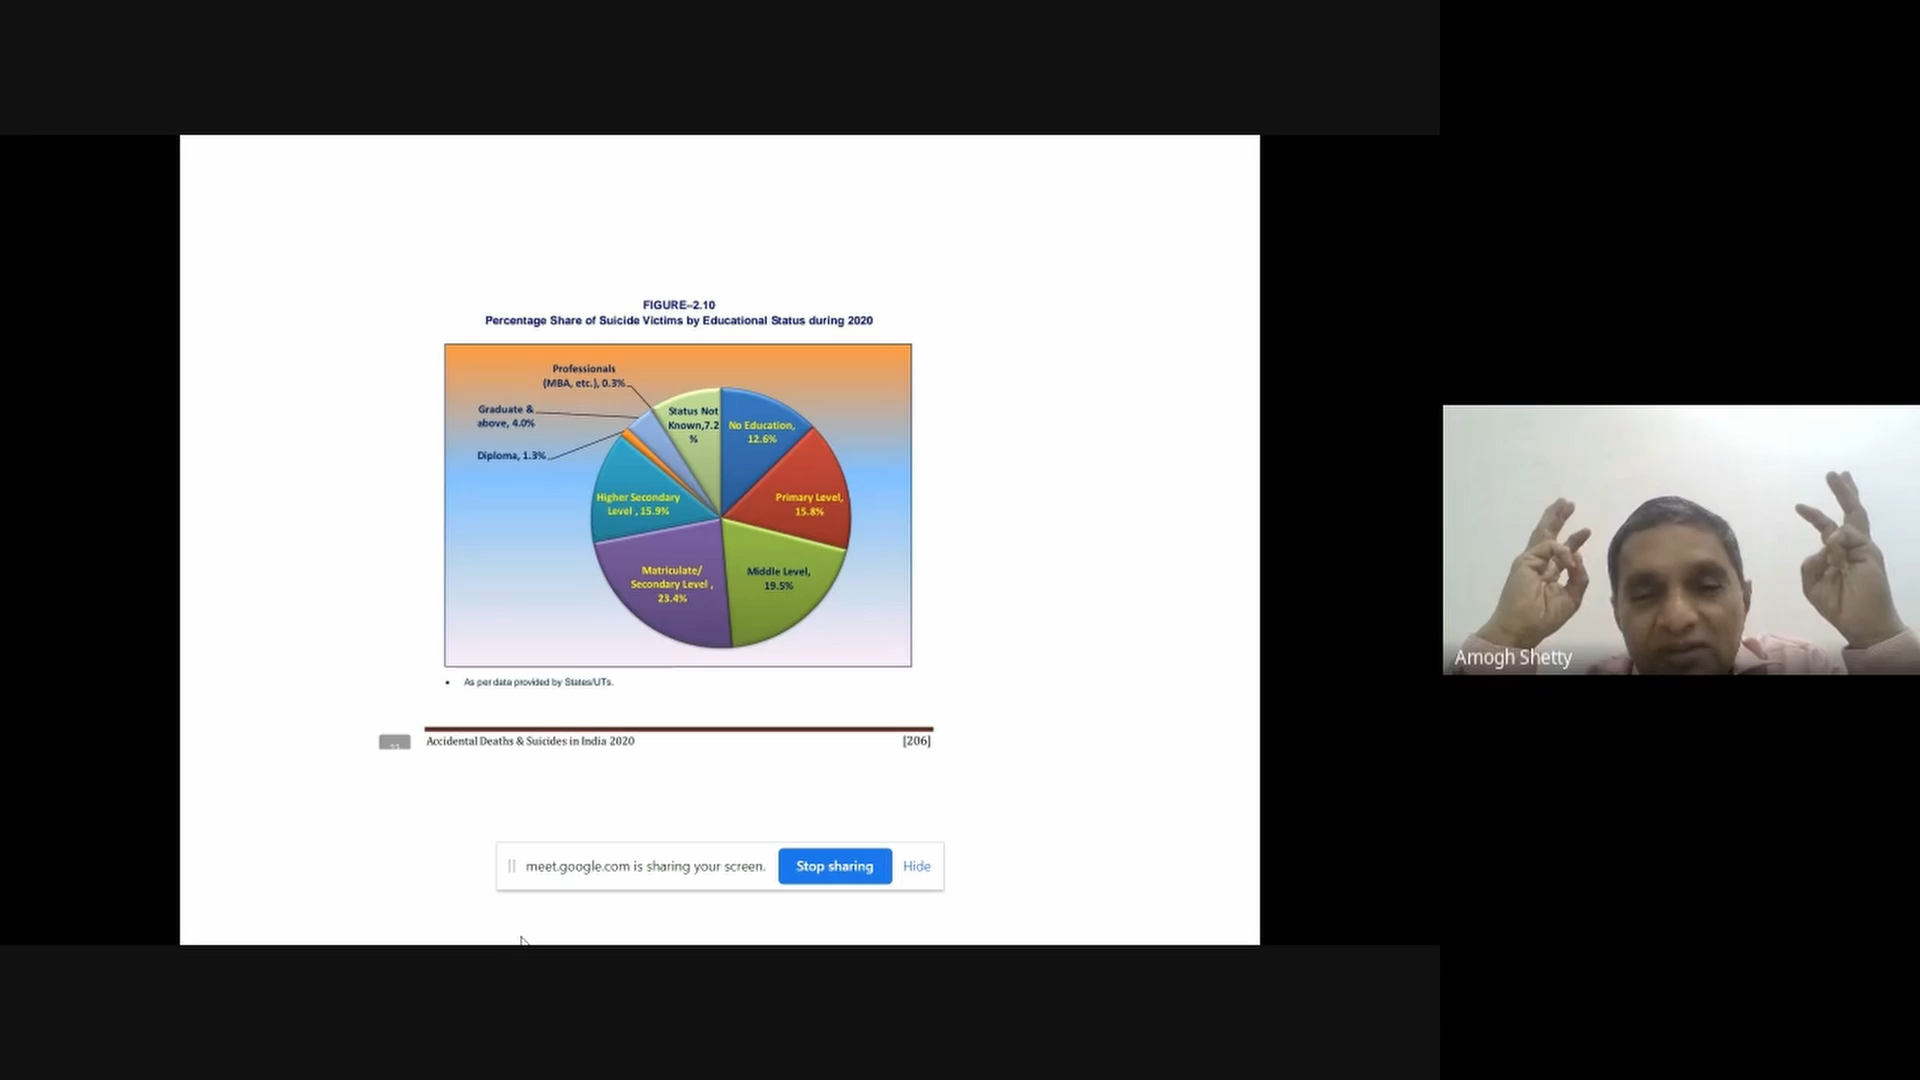 FIGURE–2.10
Percentage Share of Suicide Victims by Educational Status during 2020
Professionals
(MBA, etc.), 0.3%
Graduate &
above, 4.0%
Diploma, 1.3%
Status Not
Known,7.2
%
No Education,
12.6%
Higher Secondary
Level , 15.9%
Primary Level,
15.8%
Matriculate/
Secondary Level ,
23.4%
Middle Level,
19.5%
• As per data provided by States/UTs.
Accidental Deaths & Suicides in India 2020 [206]
meet.google.com is sharing your screen. Stop sharing Hide
Amogh Shetty